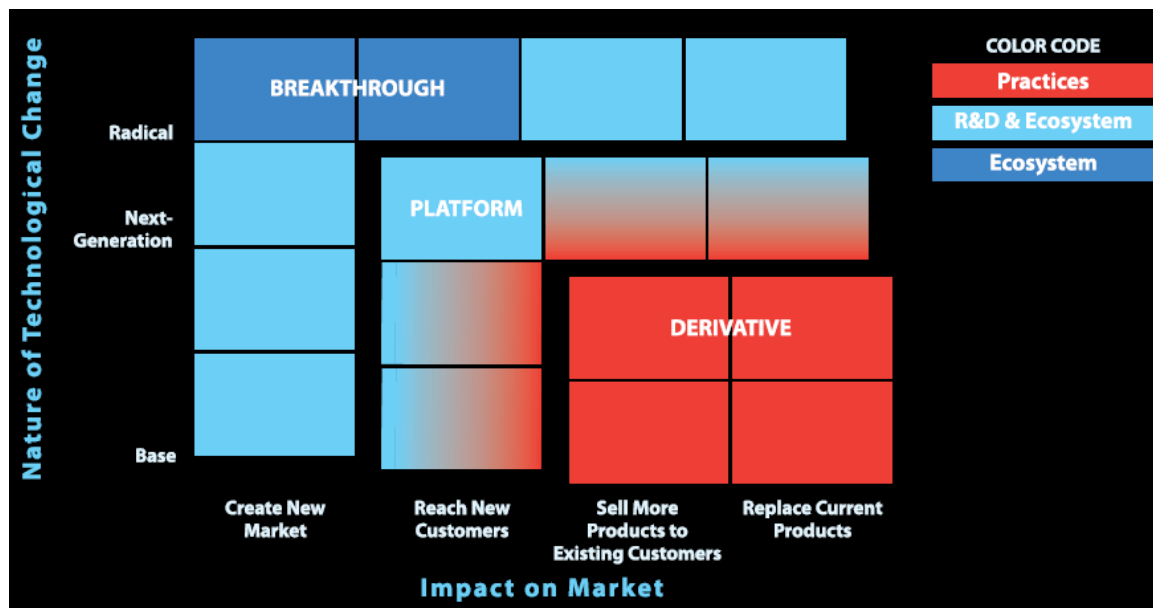 Nature of Technological Change
BREAKTHROUGH
Radical
PLATFORM
Next-
Generation
DERIVATIVE
Base
Create New
Market
Reach New
Customers
Sell More
Products to
Existing Customers
Replace Current
Products
Impact on Market
COLOR CODE
Practices
R&D & Ecosystem
Ecosystem